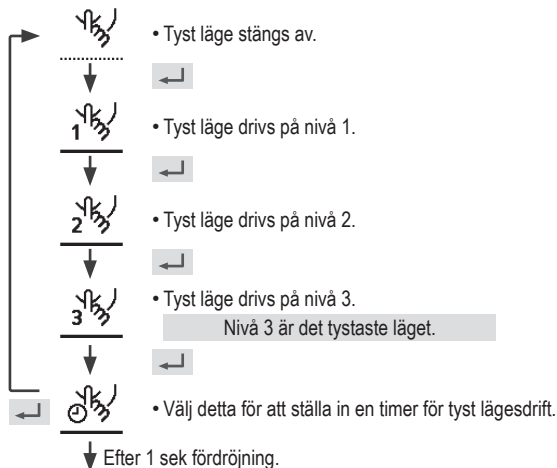 • Tyst läge stängs av.
1 • Tyst läge drivs på nivå 1.
2 • Tyst läge drivs på nivå 2.
3 • Tyst läge drivs på nivå 3.
Nivå 3 är det tystaste läget.
• Välj detta för att ställa in en timer för tyst lägesdrift.
Efter 1 sek fördröjning.